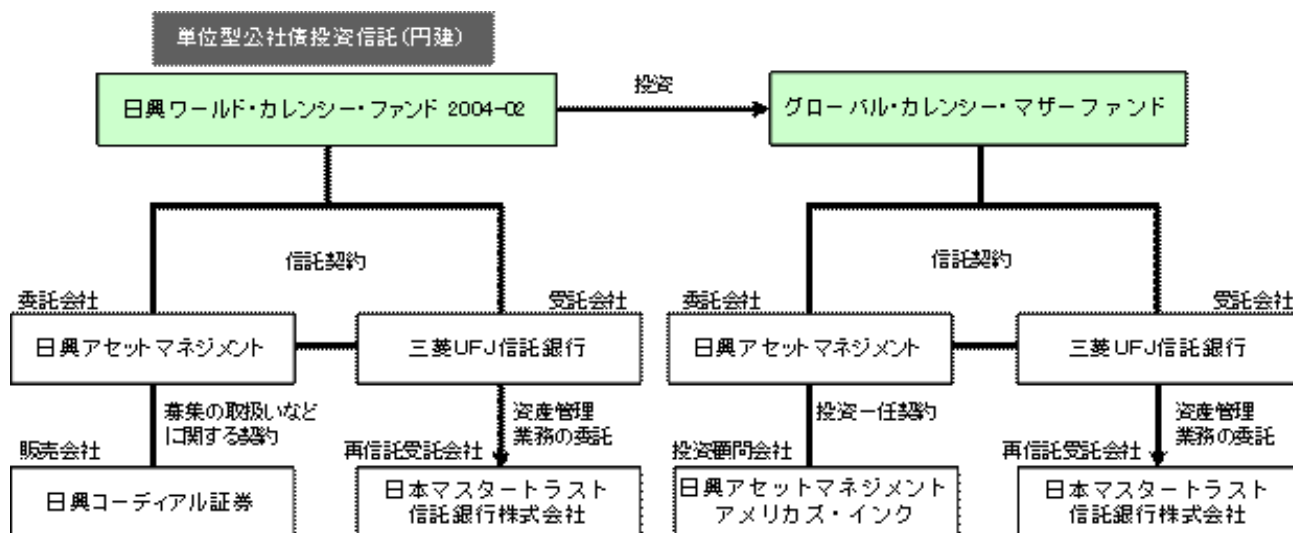 単位型公社債投資信託(円建)
投資
日興ワールド・カレンシー・ファンド 2004-02
グローバル・カレンシー・マザーファンド
信託契約
信託契約
委託会社
受託会社
委託会社
受託会社
日興アセットマネジメント
三菱UFJ信託銀行
日興アセットマネジメント
三菱UFJ信託銀行
募集の取扱いなど
に関する契約
資産管理
業務の委託
投資一任契約
資産管理
業務の委託
販売会社
再信託受託会社
投資顧問会社
再信託受託会社
日興コーディアル証券
日本マスタートラスト
信託銀行株式会社
日興アセットマネジメント
アメリカズ・インク
日本マスタートラスト
信託銀行株式会社